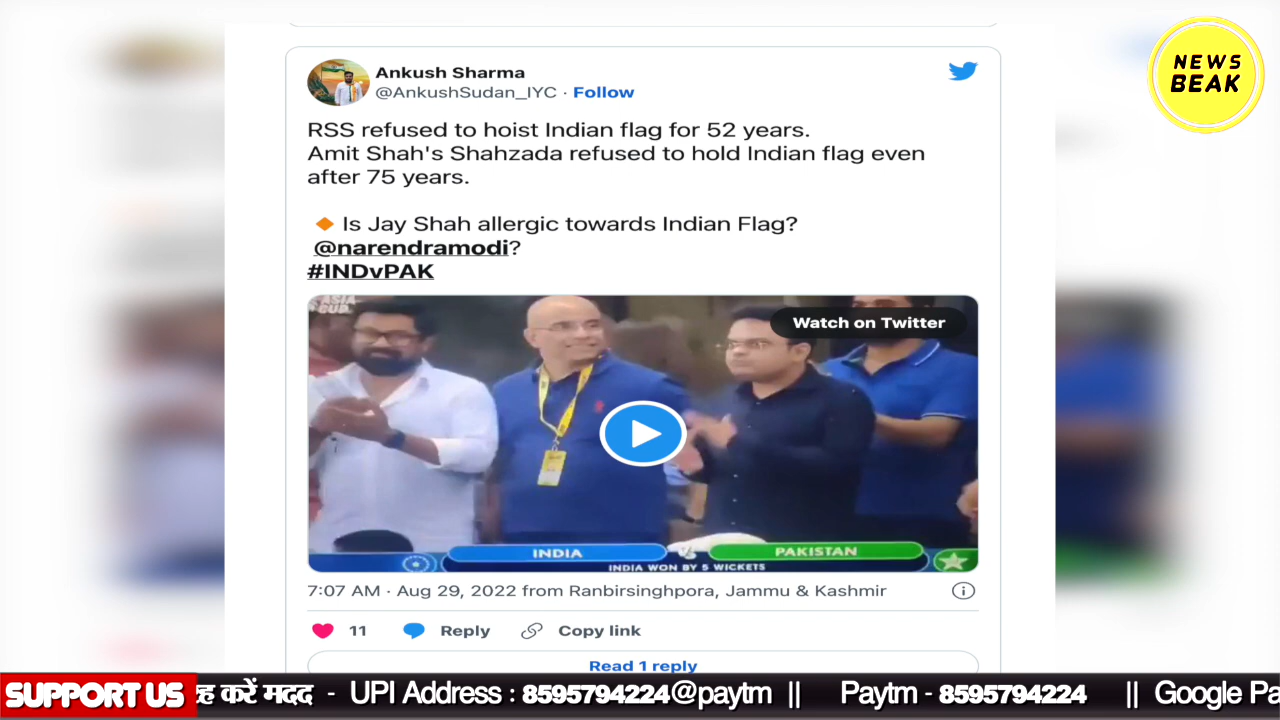 NEWS
BEAK
Ankush Sharma
@AnkushSudan_IYC · Follow
RSS refused to hoist Indian flag for 52 years.
Amit Shah's Shahzada refused to hold Indian flag even
after 75 years.
🔸 Is Jay Shah allergic towards Indian Flag?
@narendramodi?
#INDvPAK
ASIA
CUP
Watch on Twitter
INDIA
VS
PAKISTAN
INDIA WON BY 5 WICKETS
7:07 AM · Aug 29, 2022 from Ranbirsinghpora, Jammu & Kashmir
11 Reply Copy link
Read 1 reply
SUPPORT US करें मदद - UPI Address : 8595794224@paytm || Paytm - 8595794224 || Google Pa